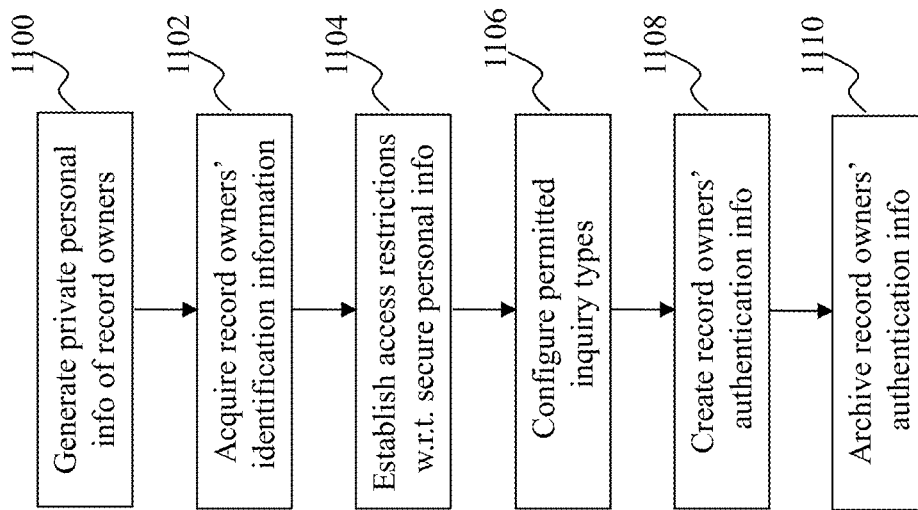 1100
Generate private personal
info of record owners
1102
Acquire record owners'
identification information
1104
Establish access restrictions
w.r.t. secure personal info
1106
Configure permitted
inquiry types
1108
Create record owners'
authentication info
1110
Archive record owners'
authentication info